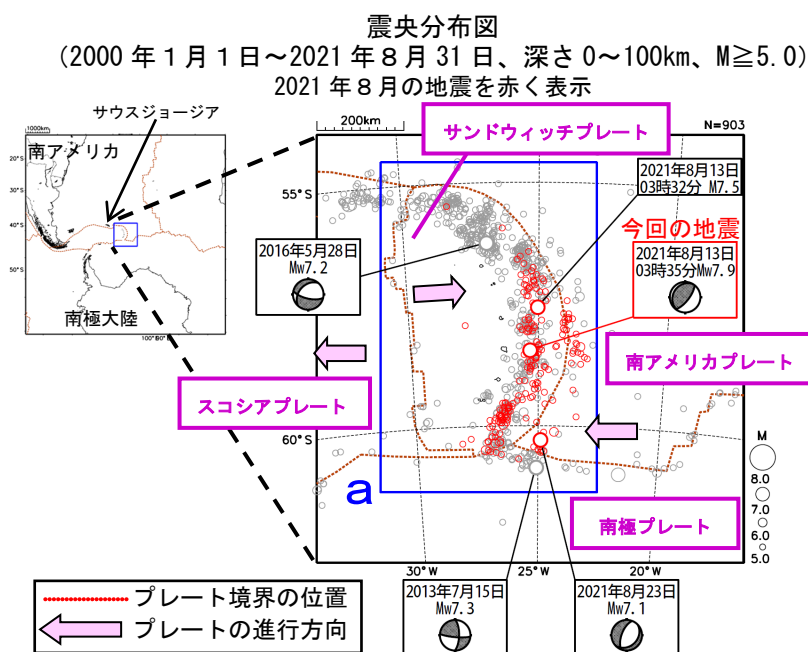 震央分布図
(2000年１月１日～2021年８月31日、深さ0～100km、M≧5.0)
2021年８月の地震を赤く表示
サウスジョージア
1000km
南アメリカ
20°S
30°S
40°S
50°S
南極大陸
200km
N=903
サンドウィッチプレート
55°S
60°S
2021年8月13日
03時32分 M7.5
今回の地震
2021年8月13日
03時35分Mw7.9
2016年5月28日
Mw7.2
南アメリカプレート
スコシアプレート
南極プレート
a
M
8.0
7.0
6.0
5.0
30°W
25°W
20°W
2013年7月15日
Mw7.3
2021年8月23日
Mw7.1
プレート境界の位置
プレートの進行方向